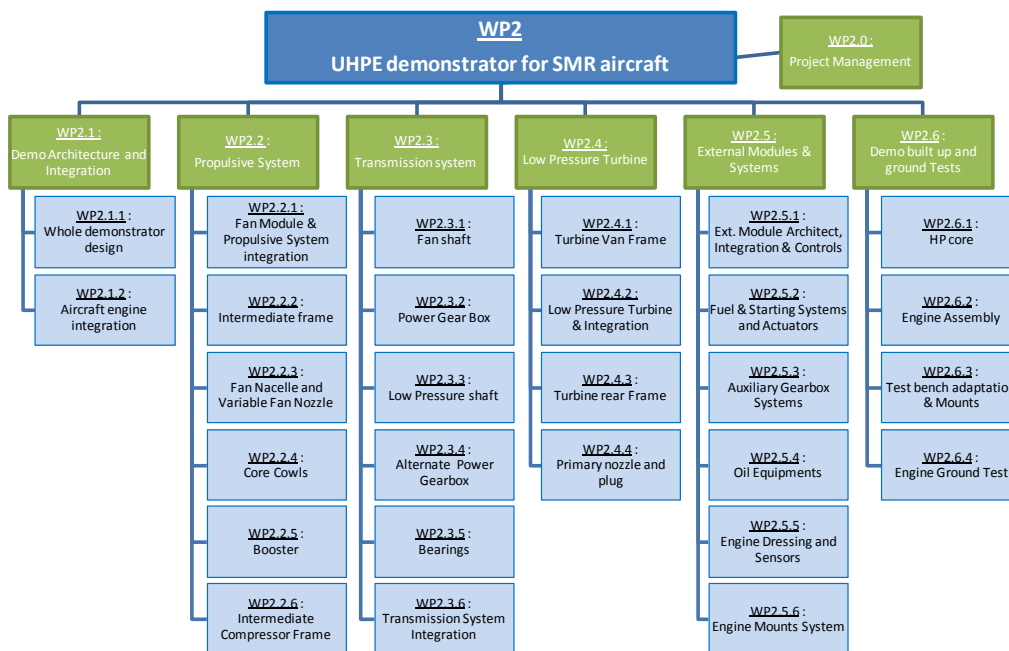 WP2
UHPE demonstrator for SMR aircraft
WP2.0 :
Project Management
WP2.1 :
Demo Architecture and
Integration
WP2.1.1 :
Whole demonstrator
design
WP2.1.2 :
Aircraft engine
integration
WP2.2 :
Propulsive System
WP2.2.1 :
Fan Module &
Propulsive System
integration
WP2.2.2 :
Intermediate frame
WP2.2.3 :
Fan Nacelle and
Variable Fan Nozzle
WP2.2.4 :
Core Cowls
WP2.2.5 :
Booster
WP2.2.6 :
Intermediate
Compressor Frame
WP2.3 :
Transmission system
WP2.3.1 :
Fan shaft
WP2.3.2 :
Power Gear Box
WP2.3.3 :
Low Pressure shaft
WP2.3.4 :
Alternate Power
Gearbox
WP2.3.5 :
Bearings
WP2.3.6 :
Transmission System
Integration
WP2.4:
Low Pressure Turbine
WP2.4.1 :
Turbine Van Frame
WP2.4.2 :
Low Pressure Turbine
& Integration
WP2.4.3 :
Turbine rear Frame
WP2.4.4 :
Primary nozzle and
plug
WP2.5 :
External Modules &
Systems
WP2.5.1 :
Ext. Module Architect,
Integration & Controls
WP2.5.2 :
Fuel & Starting Systems
and Actuators
WP2.5.3 :
Auxiliary Gearbox
Systems
WP2.5.4 :
Oil Equipments
WP2.5.5 :
Engine Dressing and
Sensors
WP2.5.6 :
Engine Mounts System
WP2.6 :
Demo built up and
ground Tests
WP2.6.1 :
HP core
WP2.6.2 :
Engine Assembly
WP2.6.3 :
Test bench adaptation
& Mounts
WP2.6.4 :
Engine Ground Test